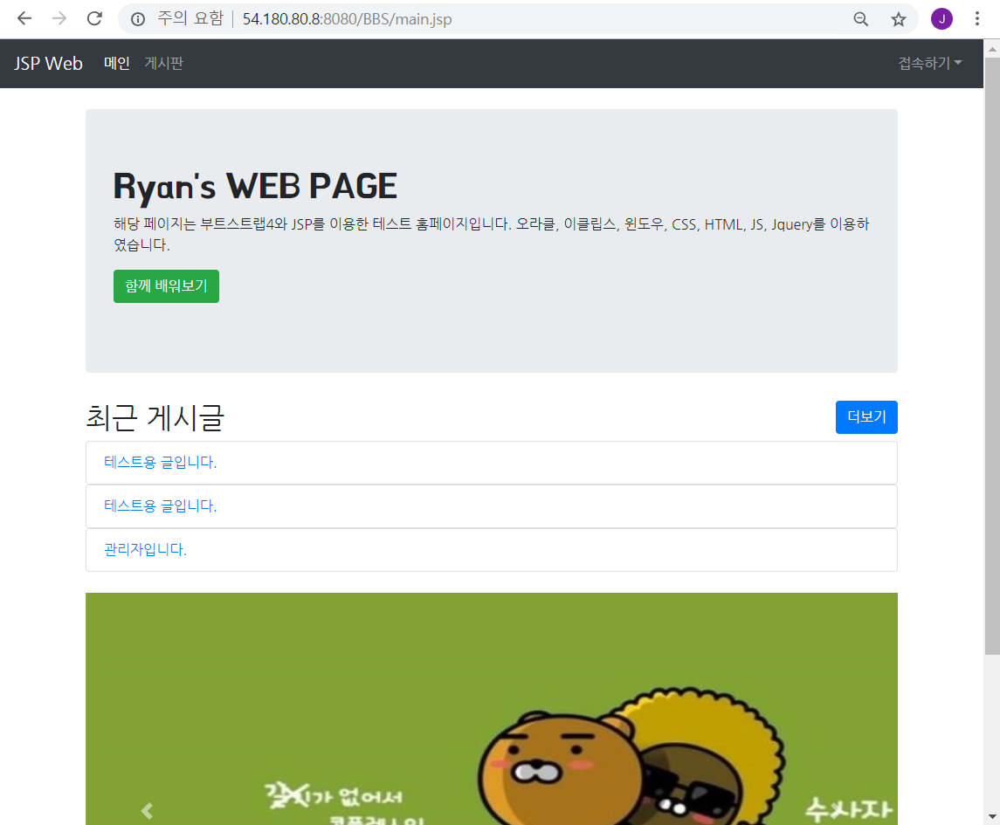 주의 요함 54.180.80.8:8080/BBS/main.jsp
J
JSP Web 메인 게시판 접속하기
Ryan's WEB PAGE
해당 페이지는 부트스트랩4와 JSP를 이용한 테스트 홈페이지입니다. 오라클, 이클립스, 윈도우, CSS, HTML, JS, Jquery를 이용하
였습니다.
함께 배워보기
최근 게시글 더보기
테스트용 글입니다.
테스트용 글입니다.
관리자입니다.
갈기가 없어서
수사자